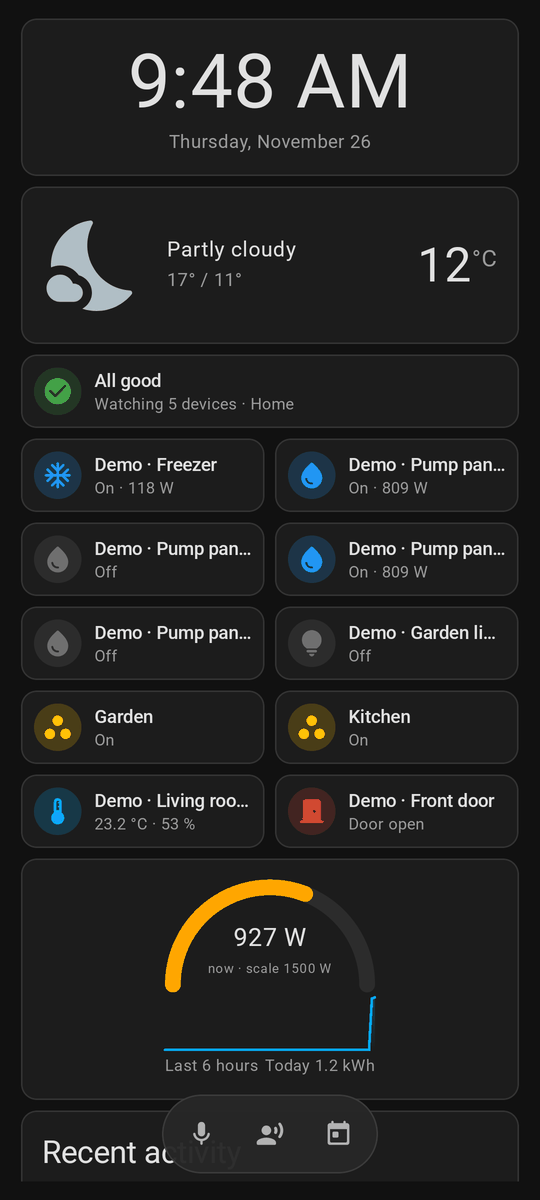 9:48 AM
Thursday, November 26
Partly cloudy
17° / 11°
12 °C
All good
Watching 5 devices · Home
Demo · Freezer
On · 118 W
Demo · Pump pan...
On · 809 W
Demo · Pump pan...
Off
Demo · Pump pan...
On · 809 W
Demo · Pump pan...
Off
Demo · Garden li...
Off
Garden
On
Kitchen
On
Demo · Living roo...
23.2 °C · 53 %
Demo · Front door
Door open
927 W
now · scale 1500 W
Last 6 hours Today 1.2 kWh
Recent activity